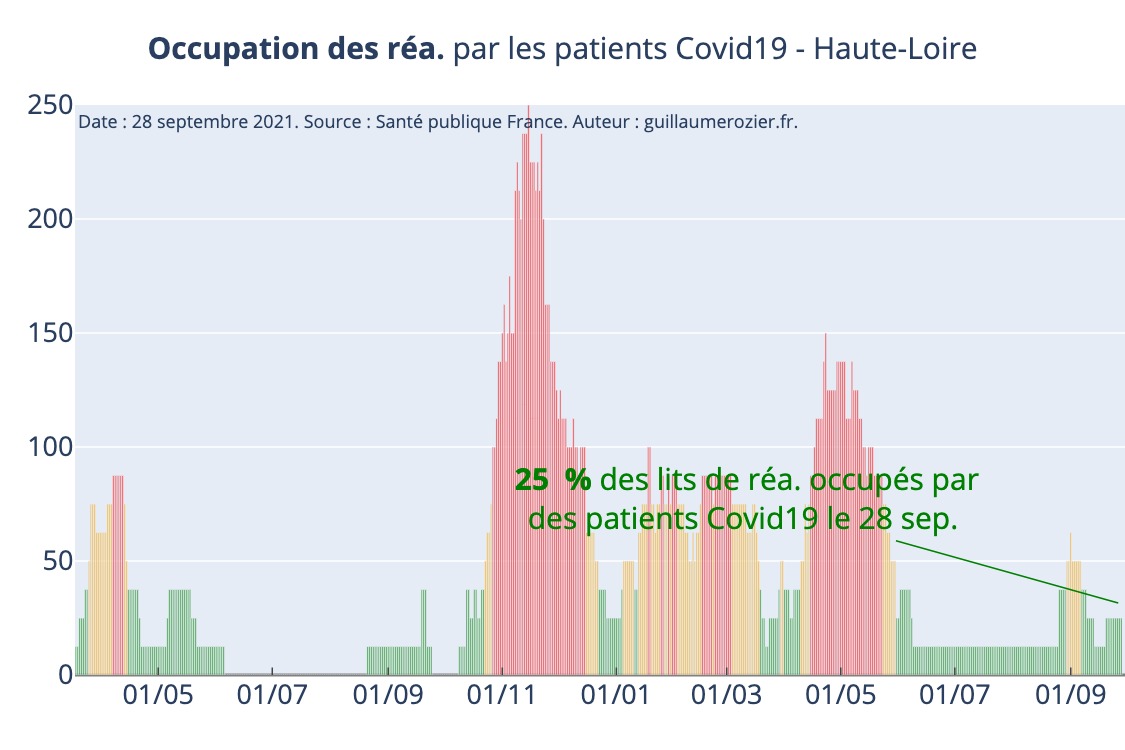 Occupation des réa. par les patients Covid19 - Haute-Loire
250
Date : 28 septembre 2021. Source : Santé publique France. Auteur : guillaumerozier.fr.
200
150
100
25 % des lits de réa. occupés par
des patients Covid19 le 28 sep.
50
0
01/05 01/07 01/09 01/11 01/01 01/03 01/05 01/07 01/09